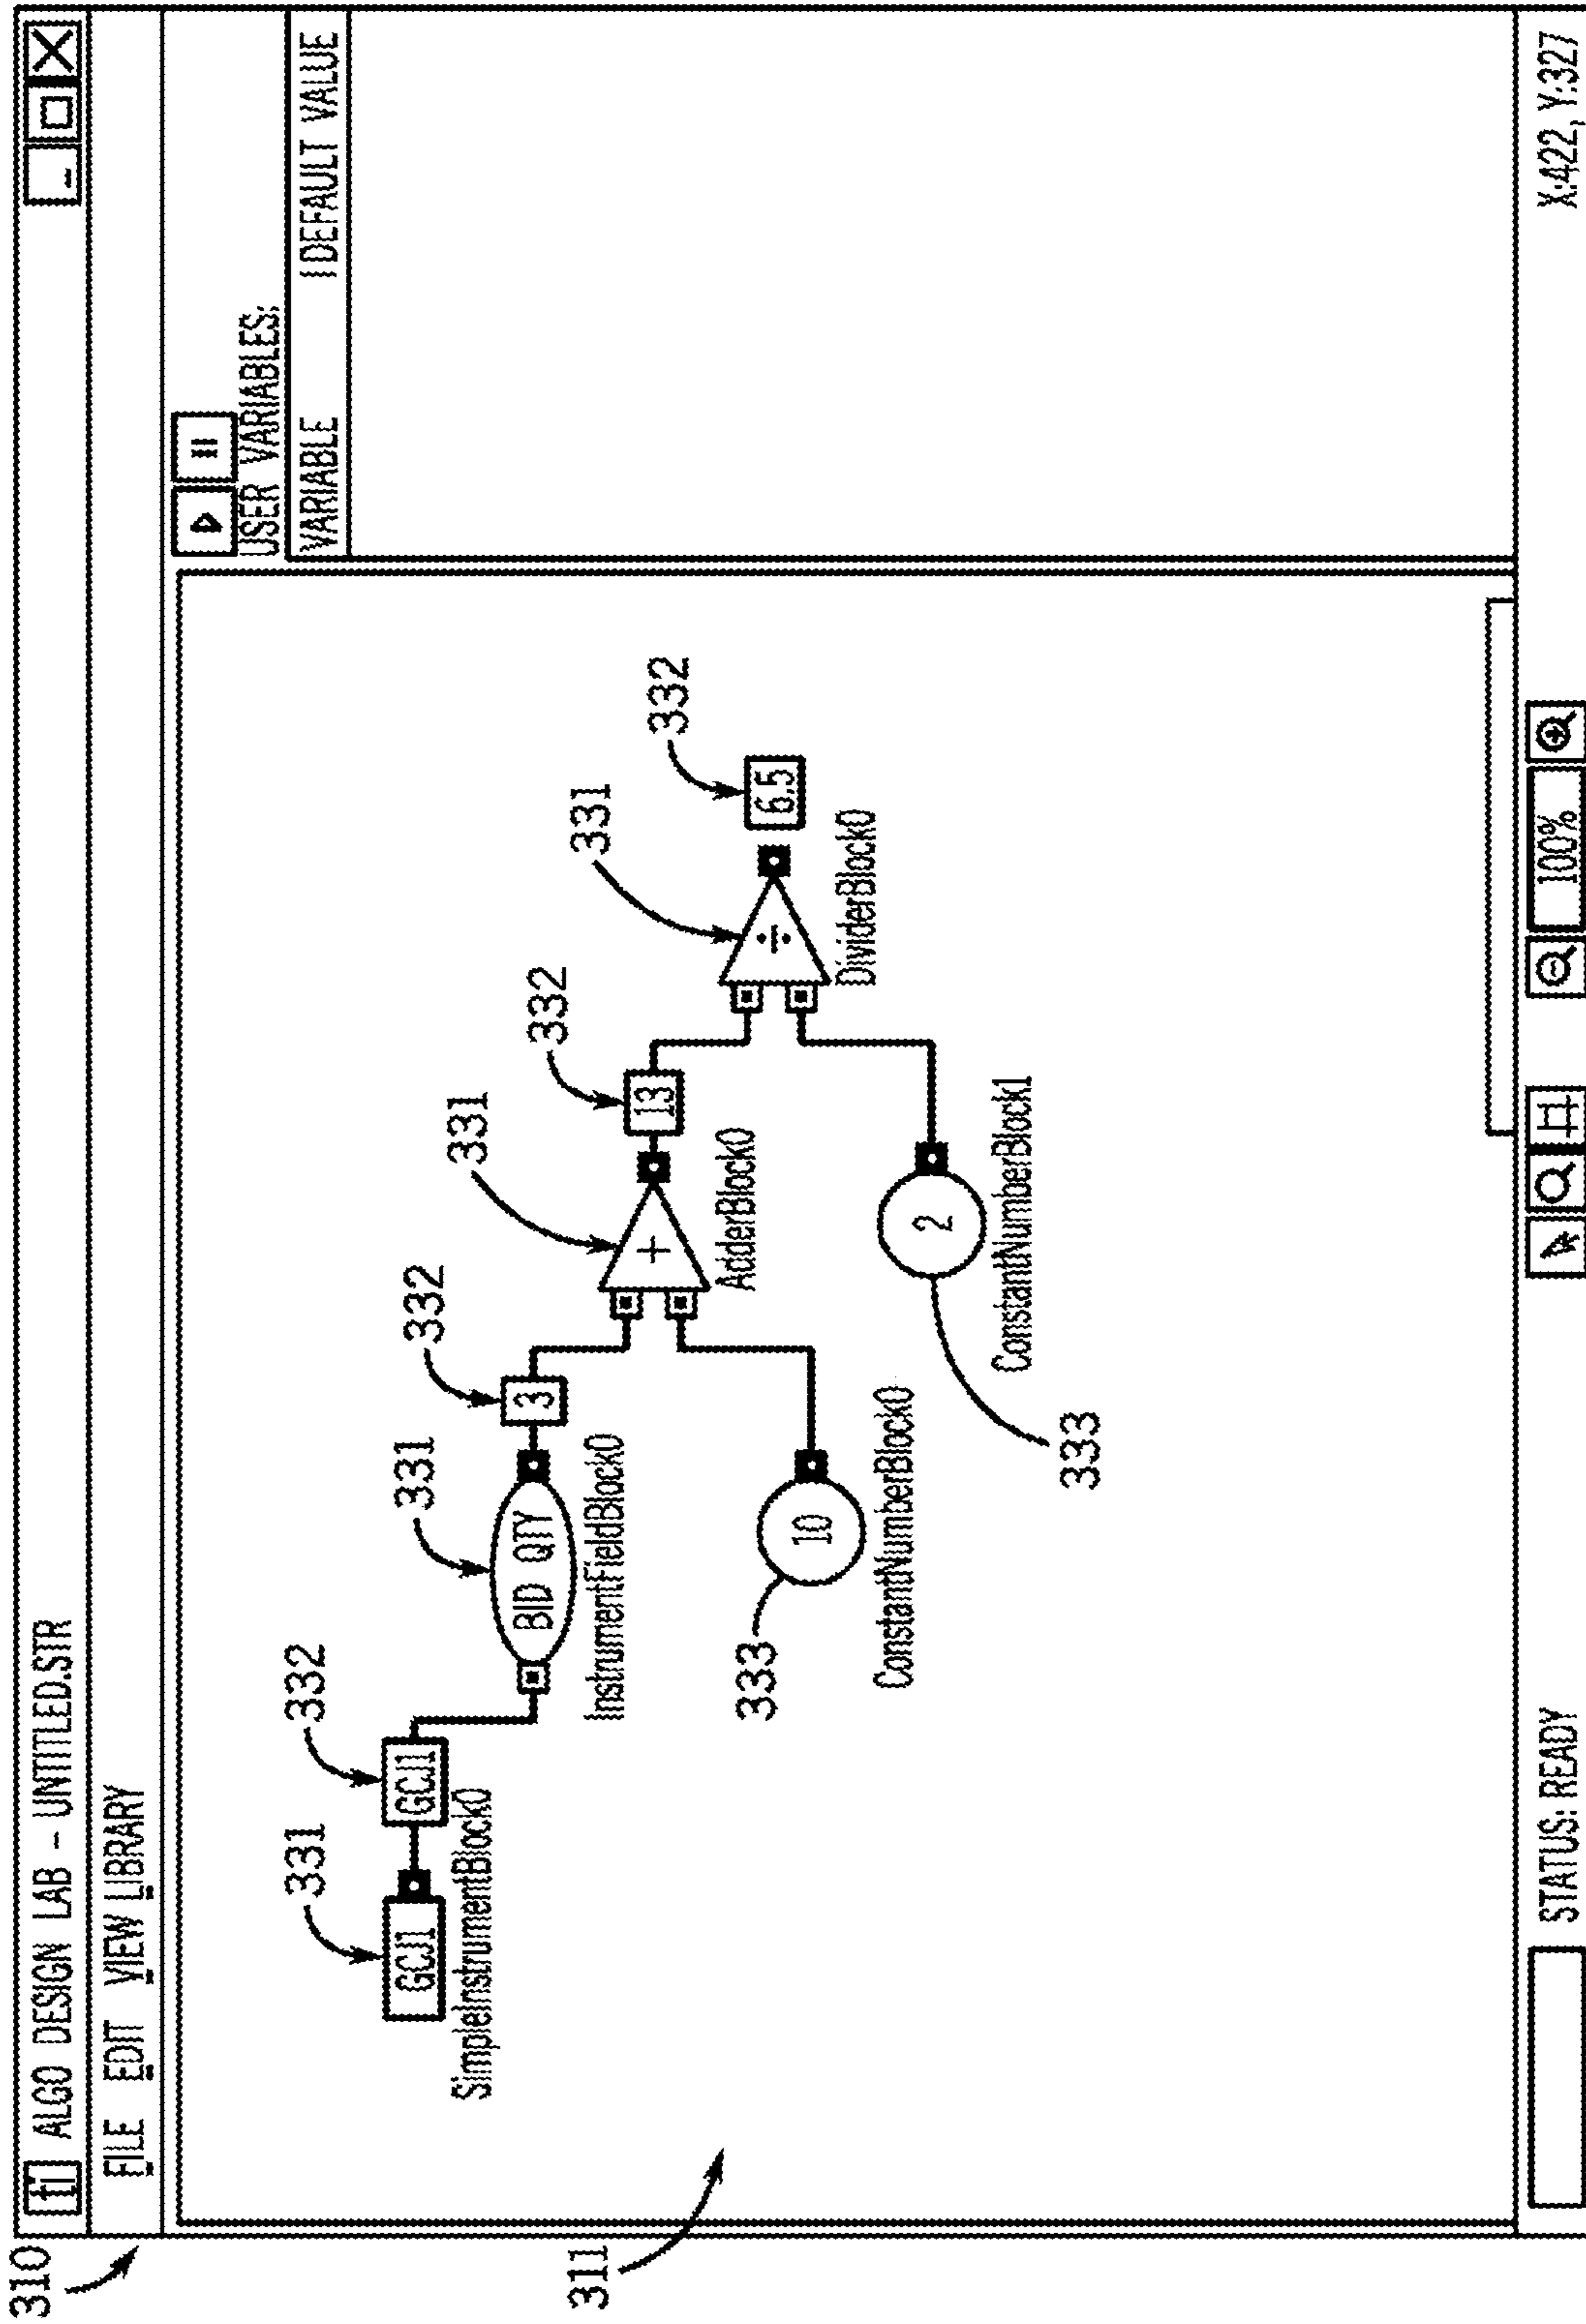 310
ALGO DESIGN LAB - UNTITLED.STR
FILE EDIT VIEW LIBRARY
USER VARIABLES:
VARIABLE DEFAULT VALUE
311
331
332
GCJ1
GCJ1
SimpleInstrumentBlock0
331
332
BID QTY
3
InstrumentFieldBlock0
331
332
+
13
AdderBlock0
333
10
ConstantNumberBlock0
331
332
÷
6.5
DividerBlock0
2
ConstantNumberBlock1
333
STATUS: READY
100%
X:422, Y:327